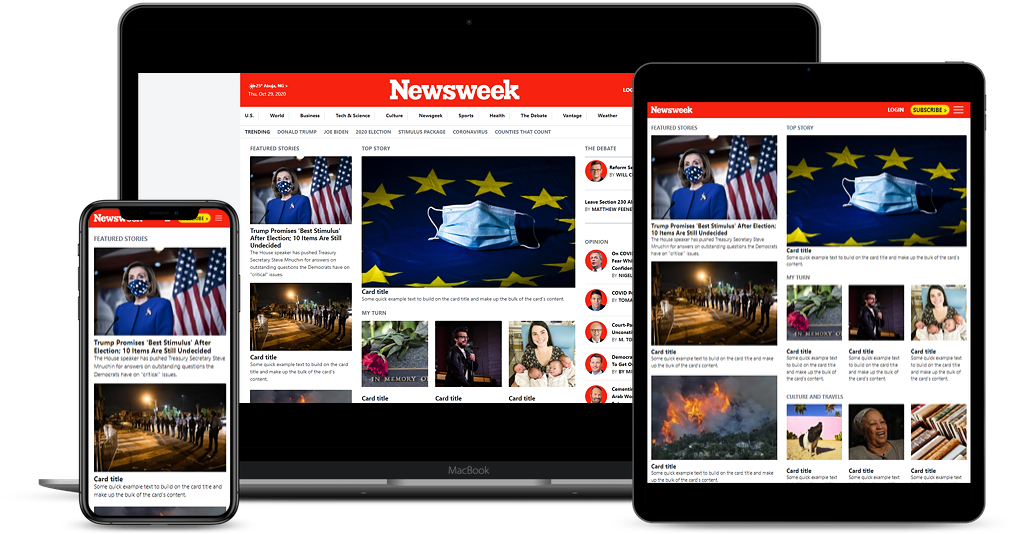 25° Abuja, NG >
Thu, Oct 29, 2020
Newsweek
U.S. World Business Tech & Science Culture Newsgeek Sports Health The Debate Vantage Weather
TRENDING DONALD TRUMP JOE BIDEN 2020 ELECTION STIMULUS PACKAGE CORONAVIRUS COUNTIES THAT COUNT
FEATURED STORIES
Trump Promises 'Best Stimulus'
After Election; 10 Items Are Still
Undecided
The House speaker has pushed Treasury
Secretary Steve Mnuchin for answers on
outstanding questions the Democrats have on
"critical" issues.
Card title
Some quick example text to build on the card
title and make up the bulk of the card's
content.
TOP STORY
Card title
Some quick example text to build on the card title and make up the bulk of the card's content.
MY TURN
IN MEMORY O
Card title Card title Card title
THE DEBATE
Reform Se
BY WILL C
Leave Section 230 Al
BY MATTHEW FEENE
OPINION
On COVI
Fear Whi
Confiden
BY NIGEL
COVID P
BY TOMA
Court-Pa
Unconsti
BY M. TO
Democra
To Get O
BY BY MI
Cementin
Arab Wo
MacBook
Newsweek
FEATURED STORIES
Trump Promises 'Best Stimulus' After
Election; 10 Items Are Still Undecided
The House speaker has pushed Treasury Secretary Steve
Mnuchin for answers on outstanding questions the
Democrats have on "critical" issues.
Card title
Some quick example text to build on the card title and
make up the bulk of the card's content.
Newsweek
LOGIN SUBSCRIBE >
FEATURED STORIES
Trump Promises 'Best Stimulus' After Election;
10 Items Are Still Undecided
The House speaker has pushed Treasury Secretary Steve
Mnuchin for answers on outstanding questions the Democrats
have on "critical" issues.
Card title
Some quick example text to build on the card title and make
up the bulk of the card's content.
Card title
Some quick example text to build on the card title and make
up the bulk of the card's content.
TOP STORY
Card title
Some quick example text to build on the card title and make up the bulk of the card's
content.
MY TURN
IN MEMORY
Card title Card title Card title
Some quick example text Some quick example text Some quick example text
to build on the card title to build on the card title to build on the card title
and make up the bulk of and make up the bulk of and make up the bulk of
the card's content. the card's content. the card's content.
CULTURE AND TRAVELS
Card title Card title Card title
Some quick example text Some quick example text Some quick example text